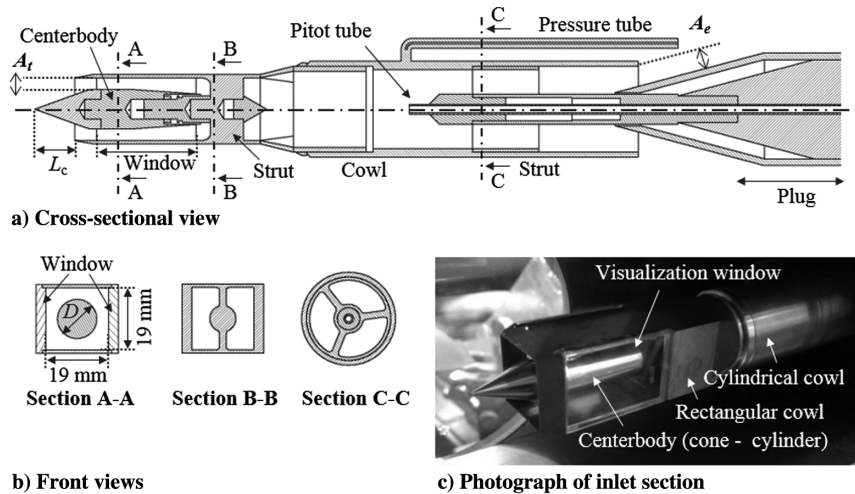 Centerbody
A
B
Pitot tube
C
Pressure tube
A_e
A_t
L_c
Window
Strut
Cowl
Strut
Plug
A
B
C
a) Cross-sectional view
Window
D
19 mm
19 mm
Section A-A
Section B-B
Section C-C
b) Front views
Visualization window
Cylindrical cowl
Rectangular cowl
Centerbody (cone - cylinder)
c) Photograph of inlet section